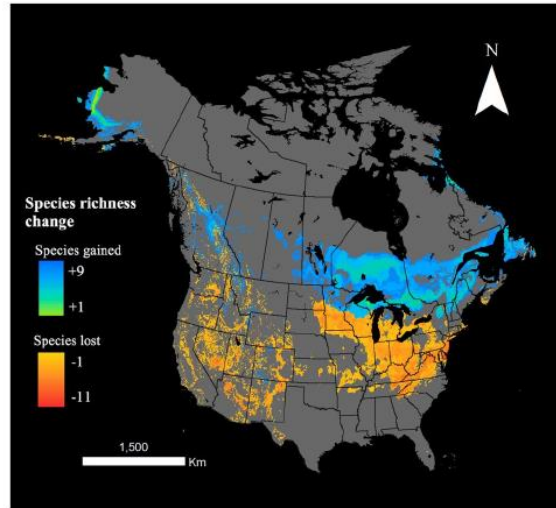 N
Species richness
change
Species gained
+9
+1
Species lost
-1
-11
1,500
Km